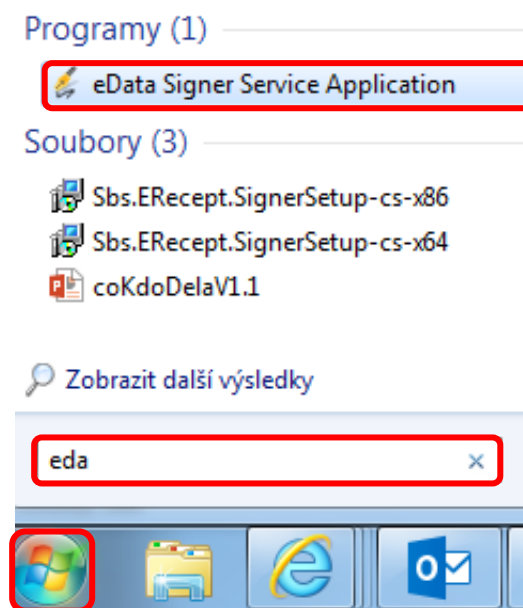 Programy (1)
eData Signer Service Application
Soubory (3)
Sbs.ERecept.SignerSetup-cs-x86
Sbs.ERecept.SignerSetup-cs-x64
coKdoDelaV1.1
Zobrazit další výsledky
eda